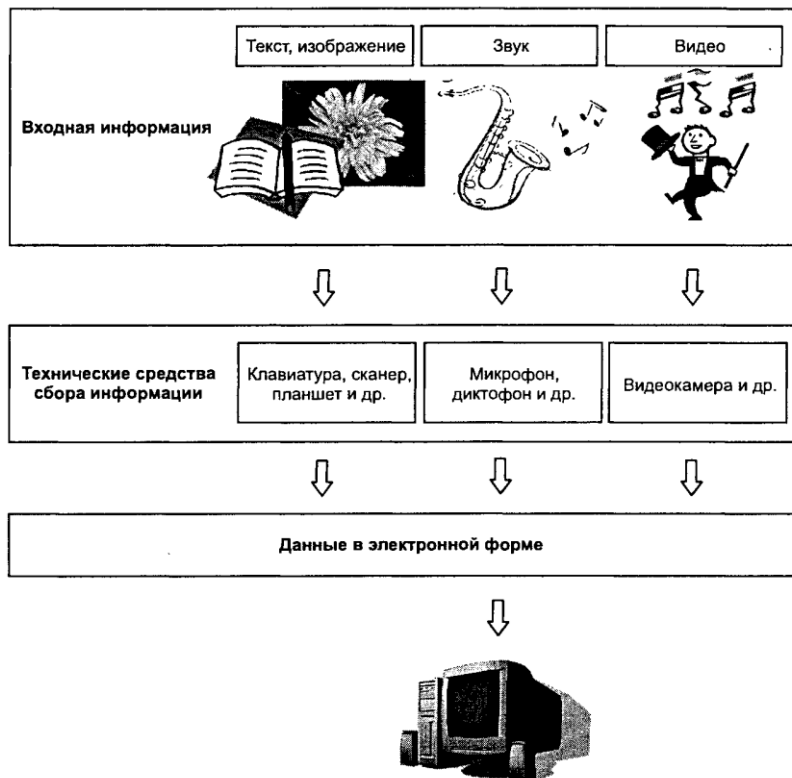 Текст, изображение
Звук
Видео
Входная информация
Технические средства
сбора информации
Клавиатура, сканер,
планшет и др.
Микрофон,
диктофон и др.
Видеокамера и др.
Данные в электронной форме